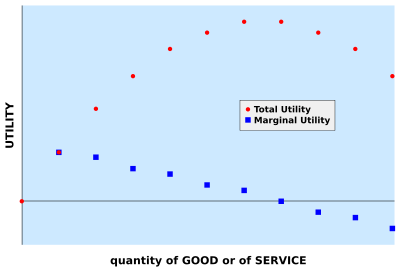 UTILITY
Total Utility
Marginal Utility
quantity of GOOD or of SERVICE